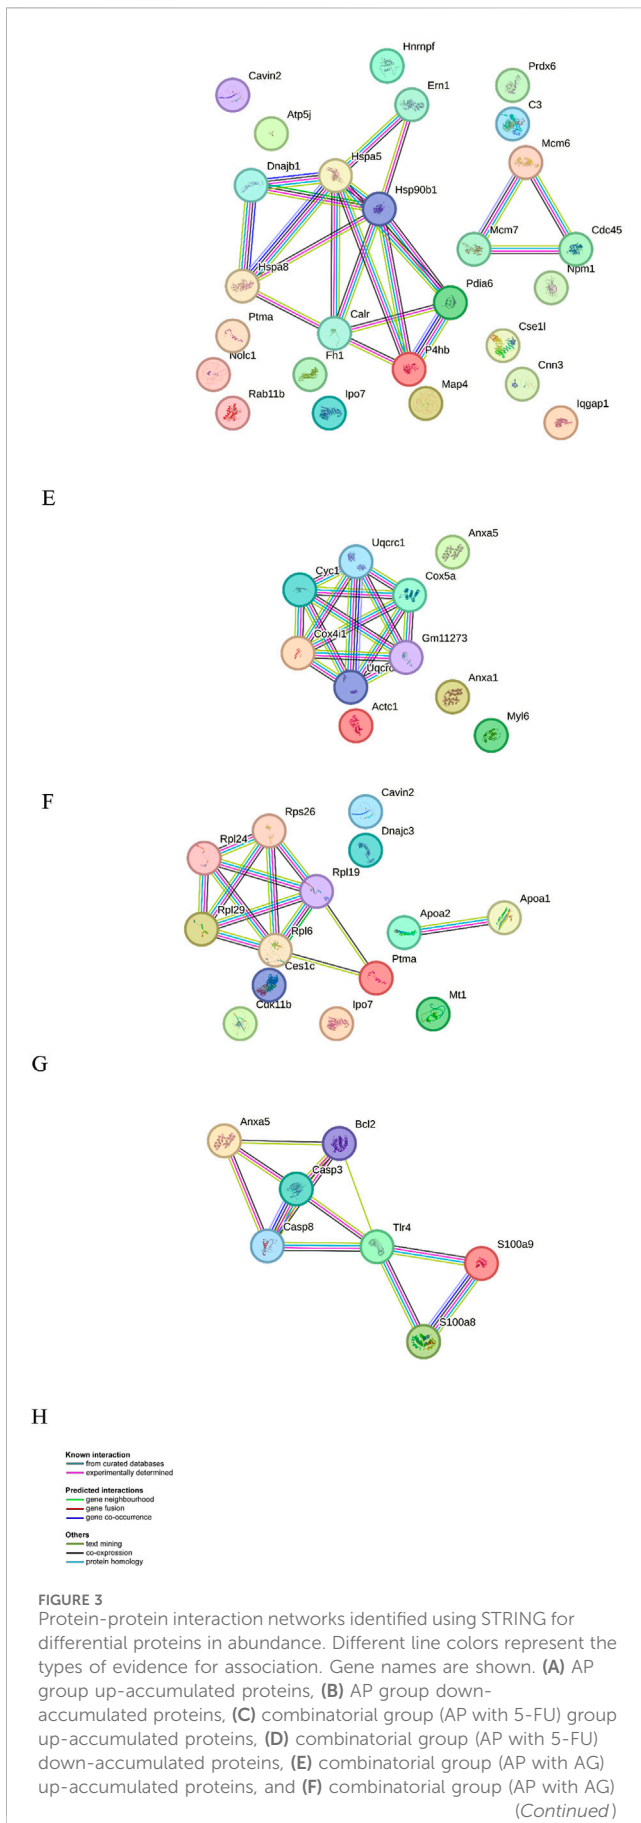 Hnrnpf
Cavin2
Ern1
Prdx6
Atp5j
C3
Dnajb1
Hspa5
Mcm6
Hsp90b1
Mcm7
Cdc45
Npm1
Hspa8
Pdia6
Ptma
Calr
Nolc1
Fh1
P4hb
Cse1l
Rab11b
Ipo7
Map4
Cnn3
Iqgap1
E
Uqcrc1
Anxa5
Cyc1
Cox5a
Cox4i1
Gm11273
Uqcrc
Anxa1
Actc1
Myl6
F
Cavin2
Rps26
Dnajc3
Rpl24
Rpl19
Apoa1
Rpl29
Rpl6
Apoa2
Ces1c
Ptma
Cdk11b
Ipo7
Mt1
G
Anxa5
Bcl2
Casp3
Casp8
Tlr4
S100a9
S100a8
H
Known interaction
from curated databases
experimentally determined
Predicted interactions
gene neighbourhood
gene fusion
gene co-occurrence
Others
text mining
co-expression
protein homology
FIGURE 3
Protein-protein interaction networks identified using STRING for
differential proteins in abundance. Different line colors represent the
types of evidence for association. Gene names are shown. (A) AP
group up-accumulated proteins, (B) AP group down-
accumulated proteins, (C) combinatorial group (AP with 5-FU) group
up-accumulated proteins, (D) combinatorial group (AP with 5-FU)
down-accumulated proteins, (E) combinatorial group (AP with AG)
up-accumulated proteins, and (F) combinatorial group (AP with AG)
(Continued)